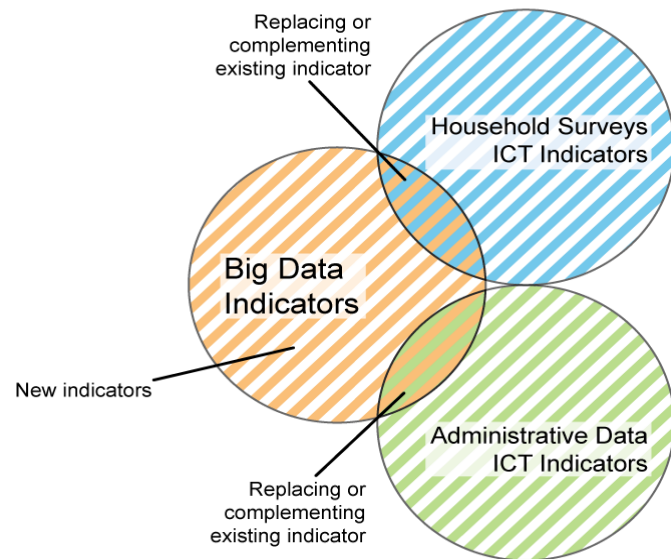 Replacing or
complementing
existing indicator
Household Surveys
ICT Indicators
Big Data
Indicators
New indicators
Administrative Data
ICT Indicators
Replacing or
complementing
existing indicator